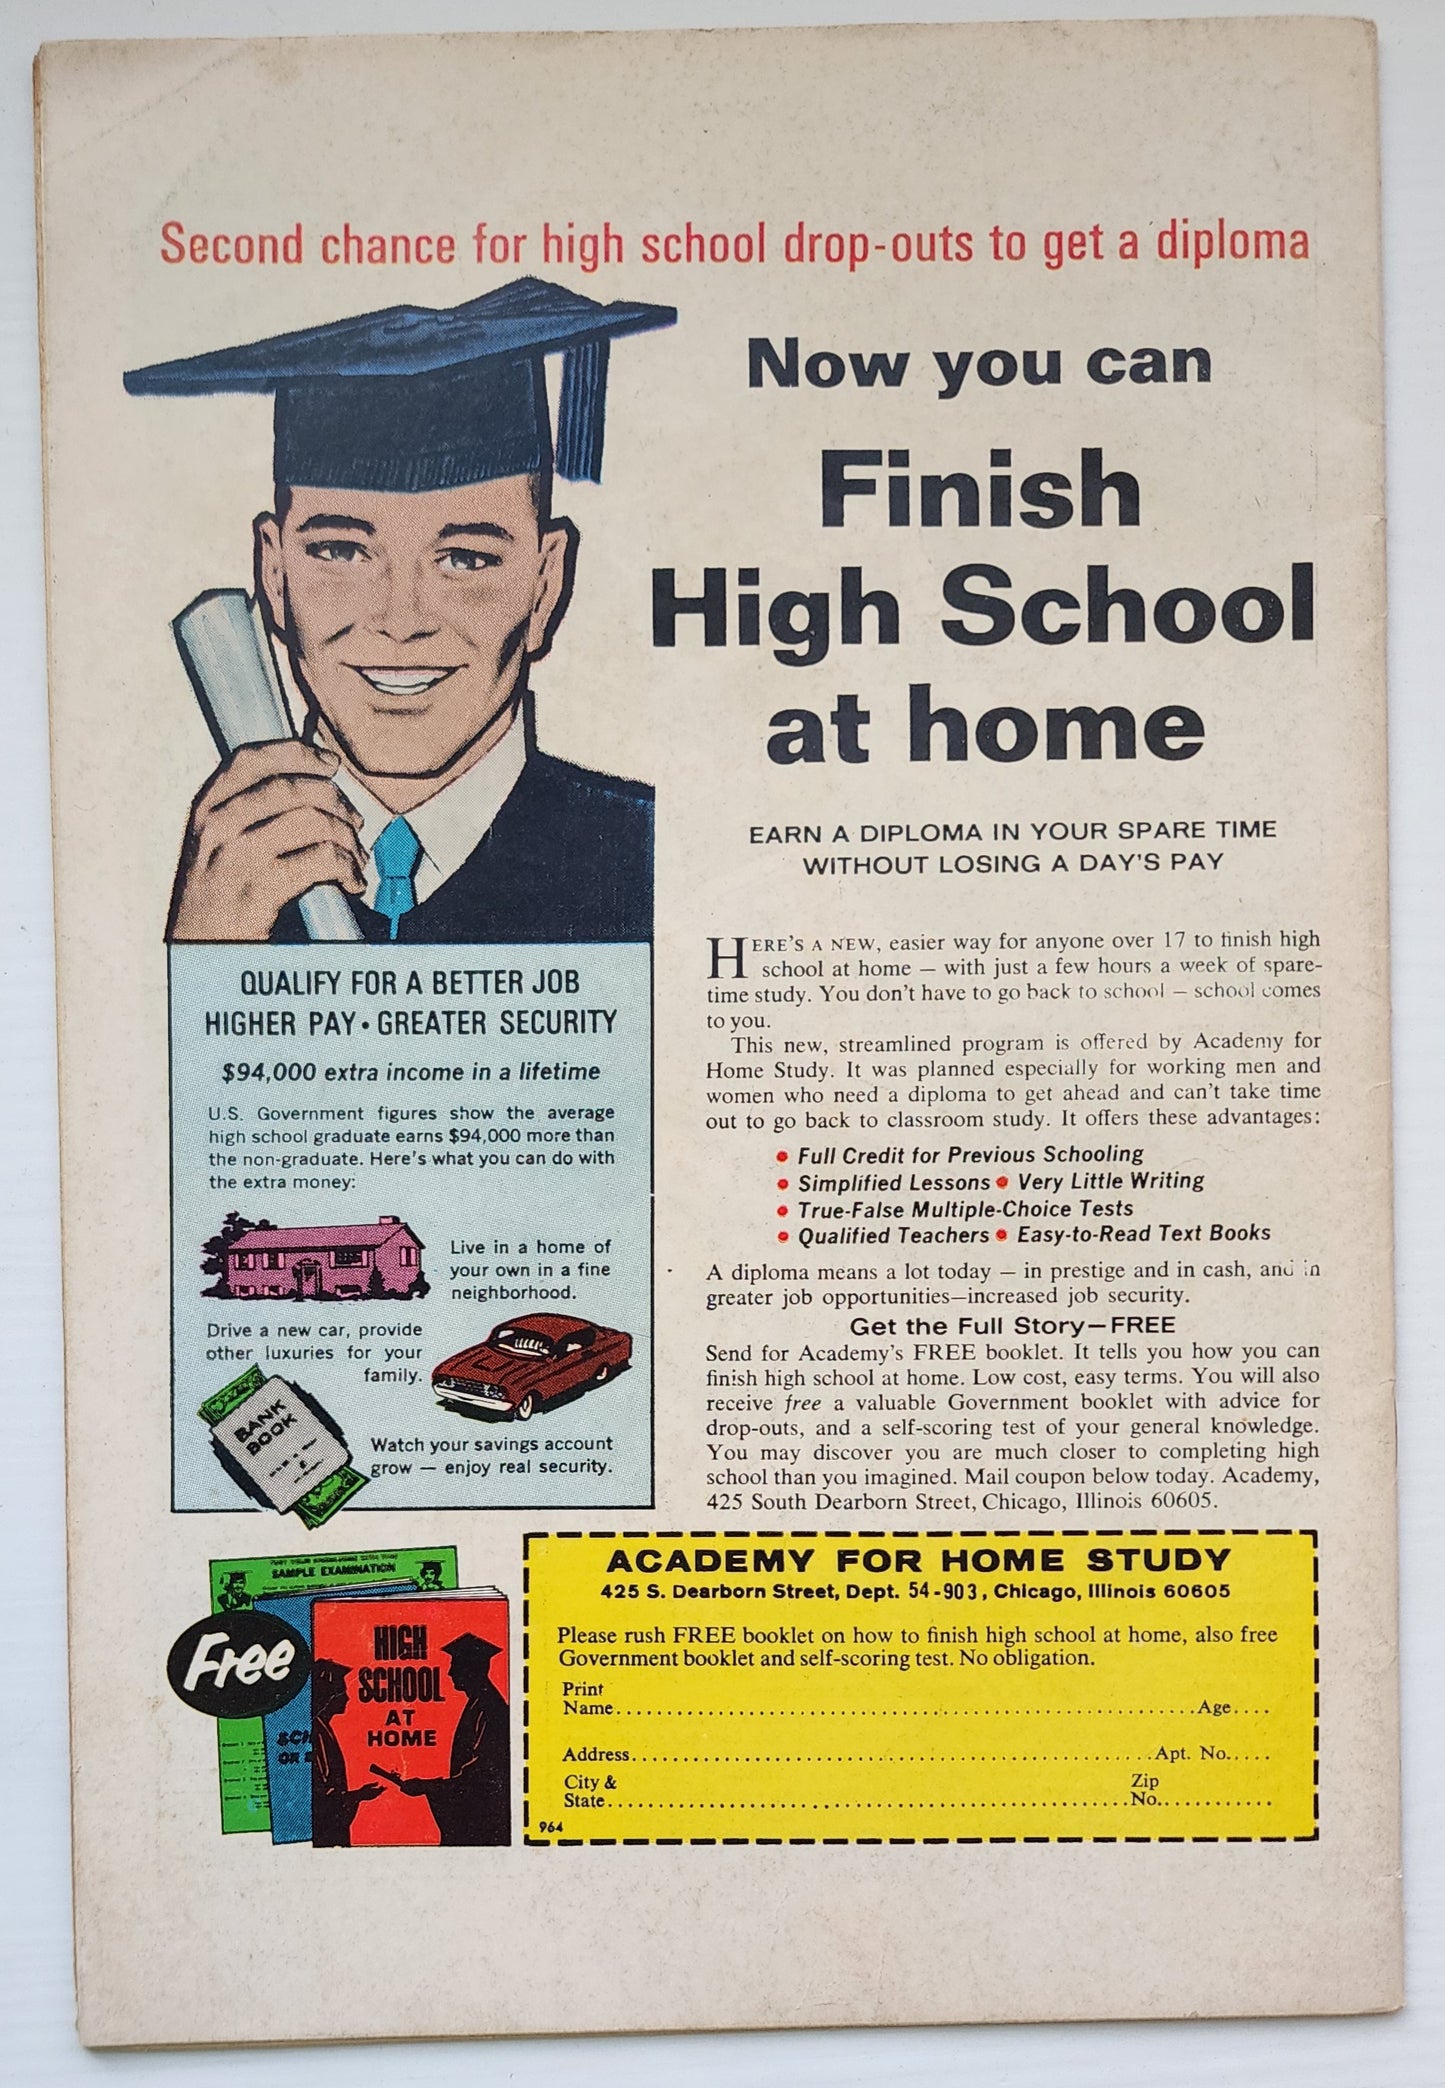 Second chance for high school drop-outs to get a diploma
Now you can
Finish
High School
at home
EARN A DIPLOMA IN YOUR SPARE TIME
WITHOUT LOSING A DAY'S PAY
HERE'S A NEW, easier way for anyone over 17 to finish high
school at home — with just a few hours a week of spare-
time study. You don't have to go back to school — school comes
to you.
This new, streamlined program is offered by Academy for
Home Study. It was planned especially for working men and
women who need a diploma to get ahead and can't take time
out to go back to classroom study. It offers these advantages:
• Full Credit for Previous Schooling
• Simplified Lessons • Very Little Writing
• True-False Multiple-Choice Tests
• Qualified Teachers • Easy-to-Read Text Books
A diploma means a lot today — in prestige and in cash, and in
greater job opportunities—increased job security.
Get the Full Story—FREE
Send for Academy's FREE booklet. It tells you how you can
finish high school at home. Low cost, easy terms. You will also
receive free a valuable Government booklet with advice for
drop-outs, and a self-scoring test of your general knowledge.
You may discover you are much closer to completing high
school than you imagined. Mail coupon below today. Academy,
425 South Dearborn Street, Chicago, Illinois 60605.
QUALIFY FOR A BETTER JOB
HIGHER PAY • GREATER SECURITY
$94,000 extra income in a lifetime
U.S. Government figures show the average
high school graduate earns $94,000 more than
the non-graduate. Here's what you can do with
the extra money:
Live in a home of
your own in a fine
neighborhood.
Drive a new car, provide
other luxuries for your
family.
BANK
BOOK
Watch your savings account
grow — enjoy real security.
SAMPLE EXAMINATION
Free
HIGH
SCHOOL
AT
HOME
ACADEMY FOR HOME STUDY
425 S. Dearborn Street, Dept. 54-903, Chicago, Illinois 60605
Please rush FREE booklet on how to finish high school at home, also free
Government booklet and self-scoring test. No obligation.
Print
Name............................................................Age....
Address......................................................Apt. No.....
City & Zip
State......................................................No............
964